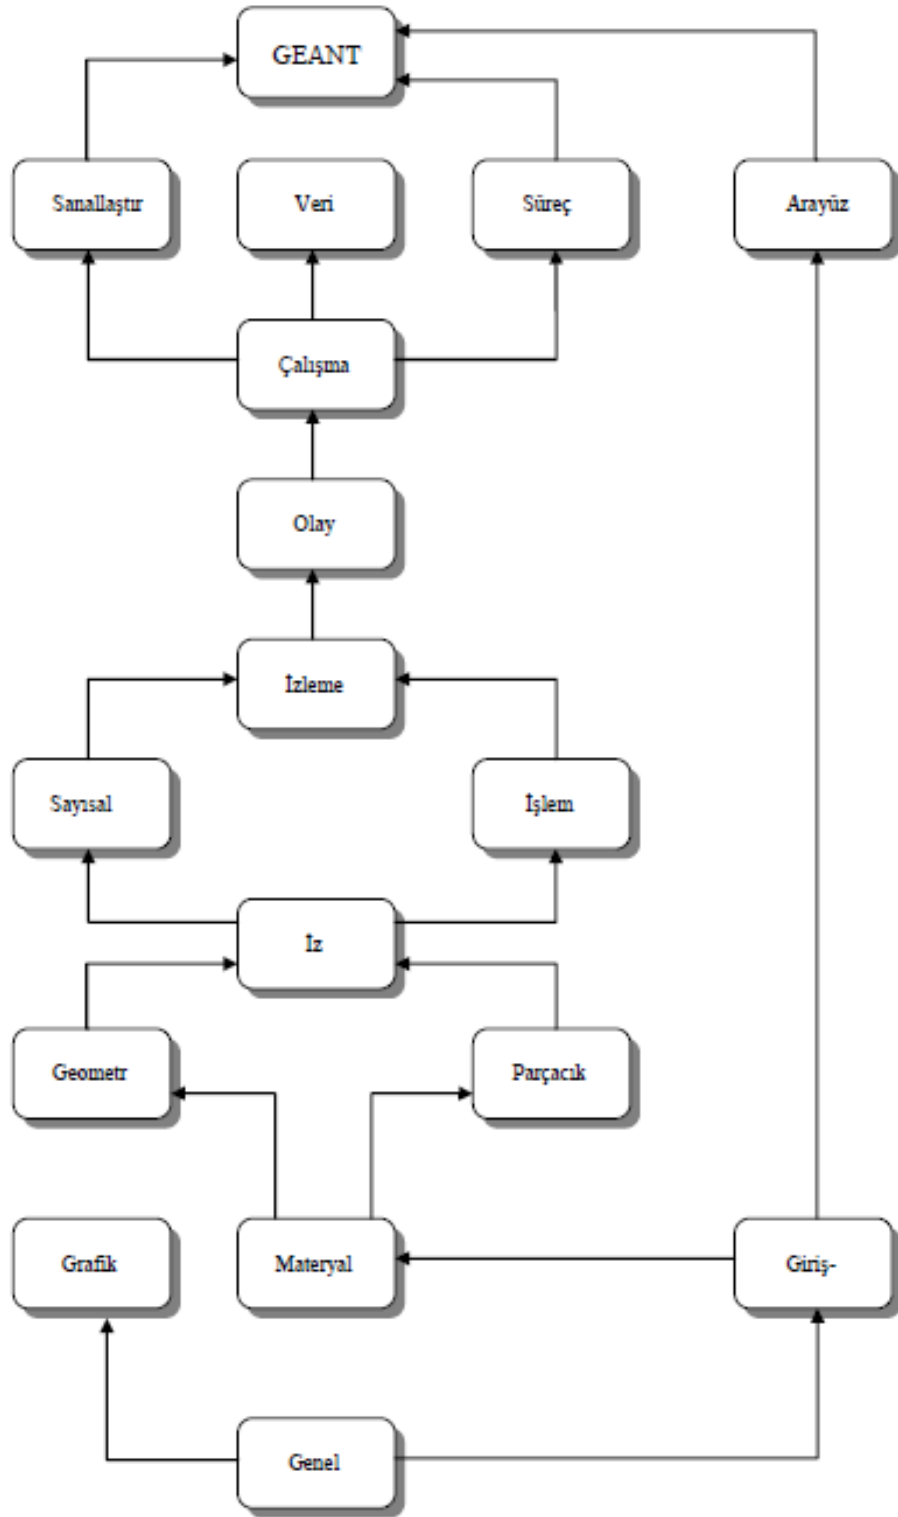 GEANT
Sanallaştır
Veri
Süreç
Arayüz
Çalışma
Olay
İzleme
Sayısal
İşlem
İz
Geometr
Parçacık
Grafik
Materyal
Giriş-
Genel